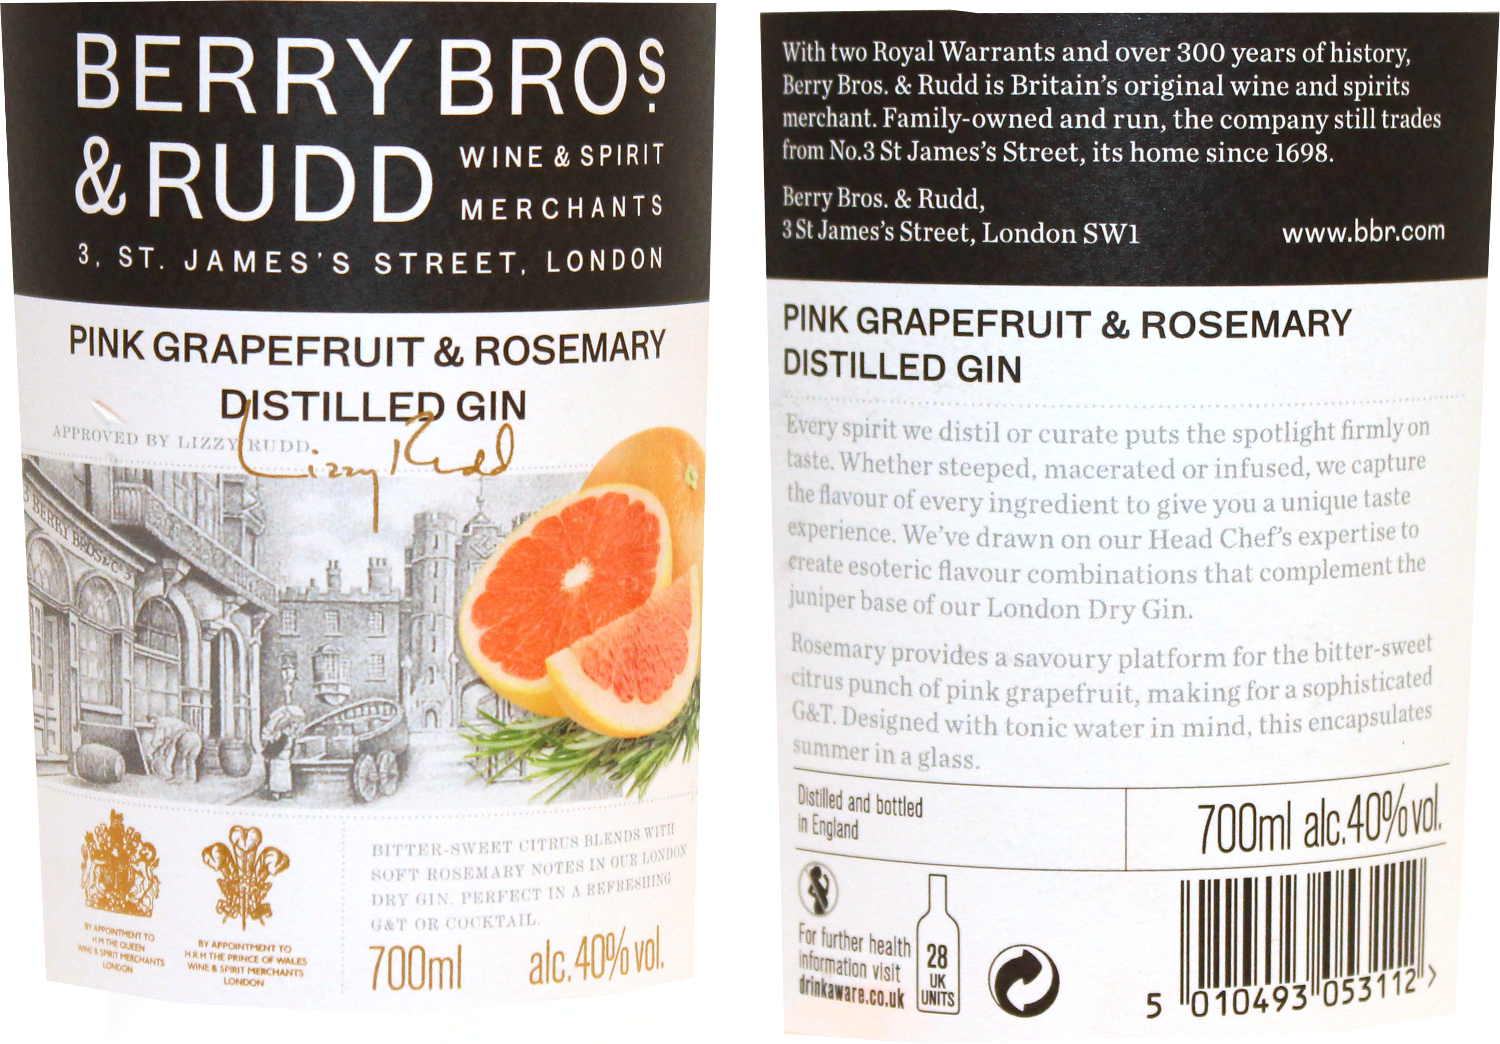 BERRY BROS.
& RUDD WINE & SPIRIT
MERCHANTS
3, ST. JAMES'S STREET, LONDON
PINK GRAPEFRUIT & ROSEMARY
DISTILLED GIN
APPROVED BY LIZZY RUDD
Lizzy Rudd
BERRY BROS & Co
BY APPOINTMENT TO
H M THE QUEEN
WINE & SPIRIT MERCHANTS
LONDON
BY APPOINTMENT TO
H R H THE PRINCE OF WALES
WINE & SPIRIT MERCHANTS
LONDON
BITTER-SWEET CITRUS BLENDS WITH
SOFT ROSEMARY NOTES IN OUR LONDON
DRY GIN. PERFECT IN A REFRESHING
G&T OR COCKTAIL.
700ml alc.40%vol.
With two Royal Warrants and over 300 years of history,
Berry Bros. & Rudd is Britain's original wine and spirits
merchant. Family-owned and run, the company still trades
from No.3 St James's Street, its home since 1698.
Berry Bros. & Rudd,
3 St James's Street, London SW1 www.bbr.com
PINK GRAPEFRUIT & ROSEMARY
DISTILLED GIN
Every spirit we distil or curate puts the spotlight firmly on
taste. Whether steeped, macerated or infused, we capture
the flavour of every ingredient to give you a unique taste
experience. We've drawn on our Head Chef's expertise to
create esoteric flavour combinations that complement the
juniper base of our London Dry Gin.
Rosemary provides a savoury platform for the bitter-sweet
citrus punch of pink grapefruit, making for a sophisticated
G&T. Designed with tonic water in mind, this encapsulates
summer in a glass.
Distilled and bottled
in England
700ml alc.40%vol.
For further health
information visit
drinkaware.co.uk
28
UK
UNITS
5 010493 053112 >